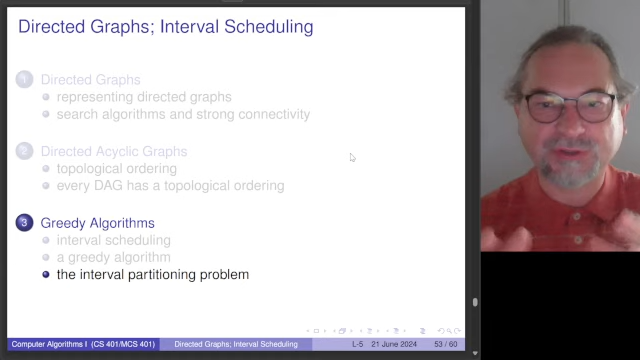 Directed Graphs; Interval Scheduling
1 Directed Graphs
representing directed graphs
search algorithms and strong connectivity
2 Directed Acyclic Graphs
topological ordering
every DAG has a topological ordering
3 Greedy Algorithms
interval scheduling
a greedy algorithm
the interval partitioning problem
Computer Algorithms I (CS 401/MCS 401) Directed Graphs; Interval Scheduling L-5 21 June 2024 53 / 60